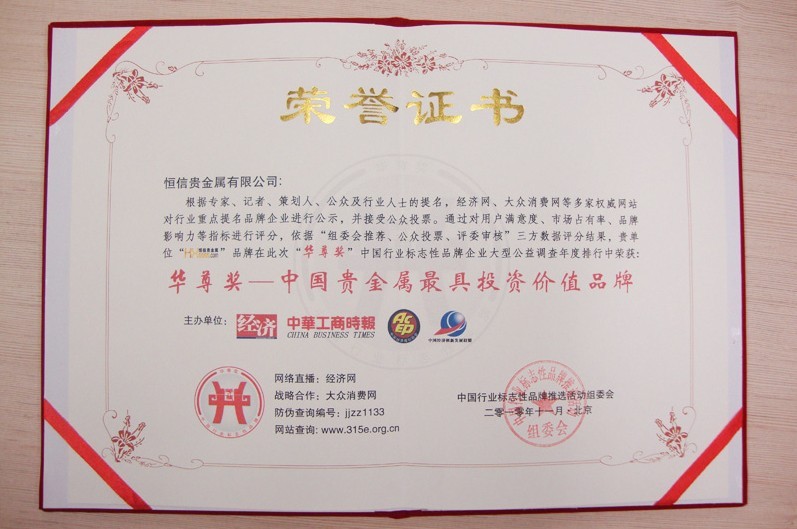 荣誉证书
恒信贵金属有限公司：
根据专家、记者、策划人、公众及行业人士的提名，经济网、大众消费网等多家权威网站
对行业重点提名品牌企业进行公示，并接受公众投票。通过对用户满意度、市场占有率、品牌
影响力等指标进行评分，依据“组委会推荐、公众投票、评委审核”三方数据评分结果，贵单
位“ ”品牌在此次“华尊奖”中国行业标志性品牌企业大型公益调查年度排行中荣获：
华尊奖—中国贵金属最具投资价值品牌
主办单位： 经济 中華工商時報 ACEP
CHINA BUSINESS TIMES
网络直播：经济网
战略合作：大众消费网
防伪查询编号：jjzz1133
网站查询：www.315e.org.cn
中国行业标志性品牌推选活动组委会
二〇一〇年十一月·北京
组委会